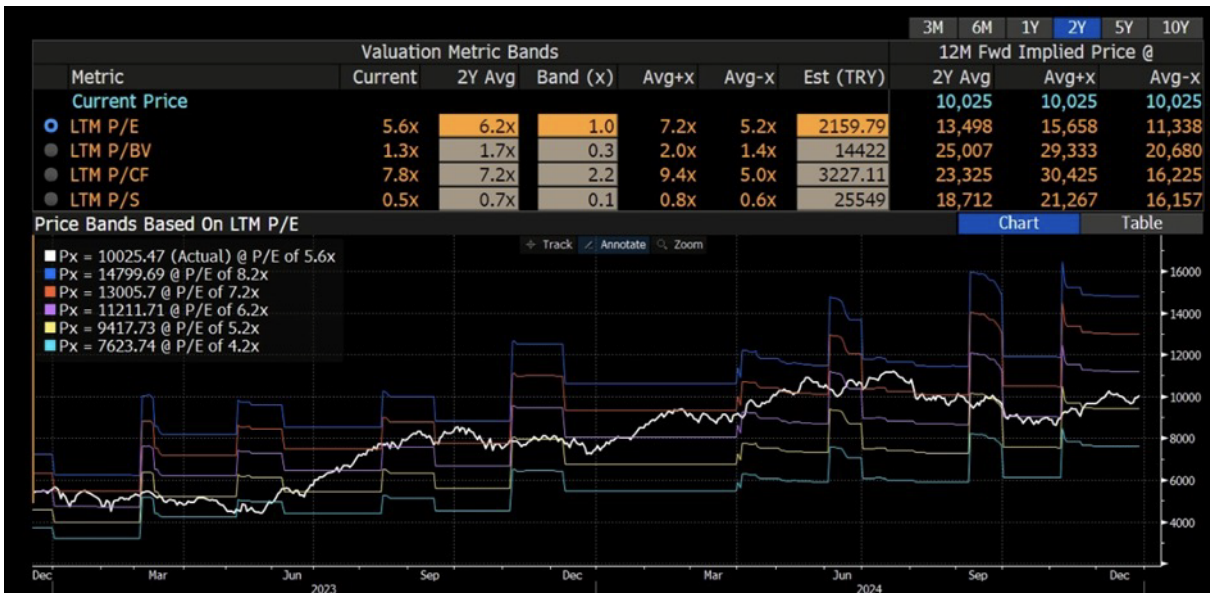 3M 6M 1Y 2Y 5Y 10Y
Valuation Metric Bands 12M Fwd Implied Price @
Metric Current 2Y Avg Band (x) Avg+x Avg-x Est (TRY) 2Y Avg Avg+x Avg-x
Current Price 10,025 10,025 10,025
LTM P/E 5.6x 6.2x 1.0 7.2x 5.2x 2159.79 13,498 15,658 11,338
LTM P/BV 1.3x 1.7x 0.3 2.0x 1.4x 14422 25,007 29,333 20,680
LTM P/CF 7.8x 7.2x 2.2 9.4x 5.0x 3227.11 23,325 30,425 16,225
LTM P/S 0.5x 0.7x 0.1 0.8x 0.6x 25549 18,712 21,267 16,157
Price Bands Based On LTM P/E Chart Table
Track Annotate Zoom
Px = 10025.47 (Actual) @ P/E of 5.6x
Px = 14799.69 @ P/E of 8.2x
Px = 13005.7 @ P/E of 7.2x
Px = 11211.71 @ P/E of 6.2x
Px = 9417.73 @ P/E of 5.2x
Px = 7623.74 @ P/E of 4.2x
16000
14000
12000
10000
8000
6000
4000
Dec Mar Jun Sep Dec Mar Jun Sep Dec
2023 2024